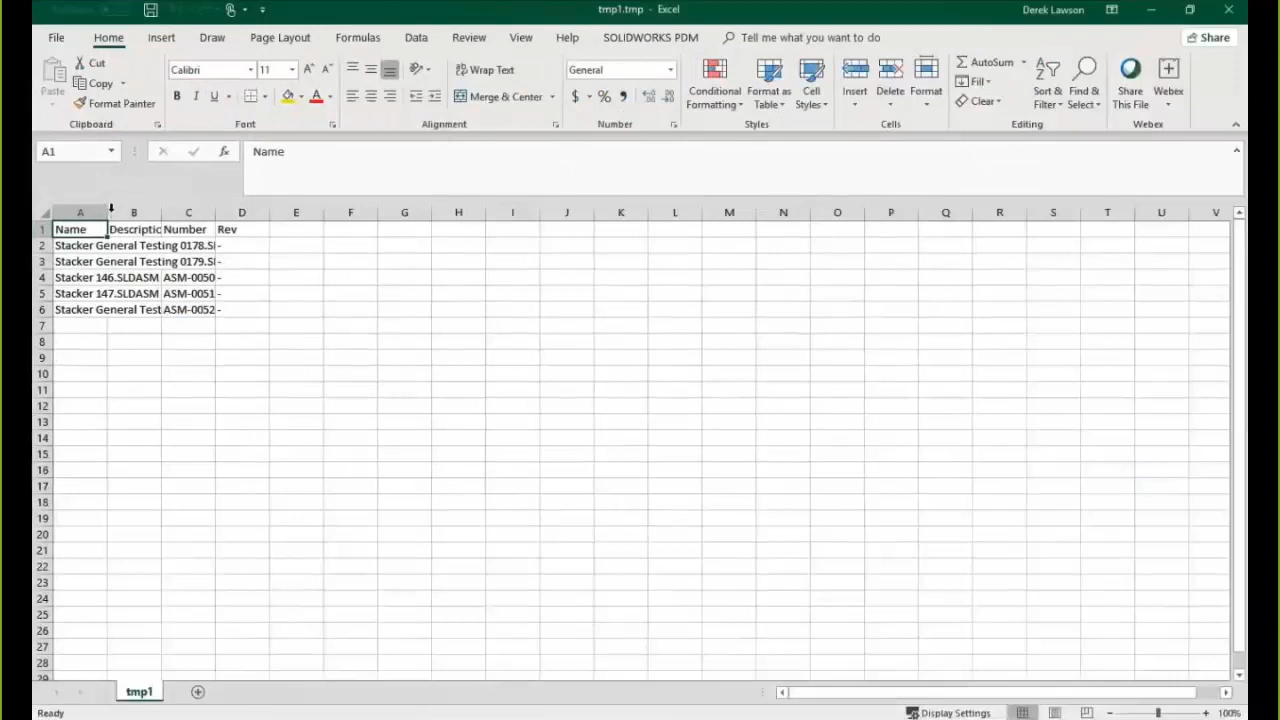 tmp1.tmp - Excel
Derek Lawson
File Home Insert Draw Page Layout Formulas Data Review View Help SOLIDWORKS PDM Tell me what you want to do Share
Paste
Cut
Copy
Format Painter
Clipboard
Calibri 11
B I U
A
Font
Wrap Text
Merge & Center
Alignment
General
$ % ,
Number
Conditional Formatting
Format as Table
Cell Styles
Styles
Insert Delete Format
Cells
AutoSum
Fill
Clear
Sort & Filter
Find & Select
Editing
Share This File
Webex
Webex
A1 fx Name
A B C D E F G H I J K L M N O P Q R S T U V
1 Name Descriptic Number Rev
2 Stacker General Testing 0178.SI -
3 Stacker General Testing 0179.SI -
4 Stacker 146.SLDASM ASM-0050 -
5 Stacker 147.SLDASM ASM-0051 -
6 Stacker General Test ASM-0052 -
7
8
9
10
11
12
13
14
15
16
17
18
19
20
21
22
23
24
25
26
27
28
29
tmp1
Ready
Display Settings
100%